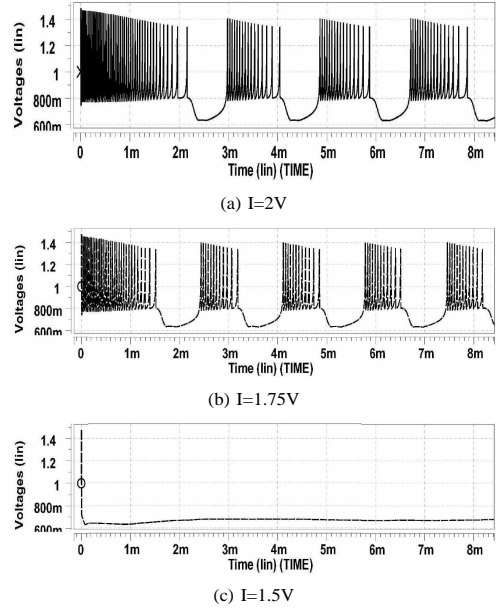 Voltages (lin)
1.4
1.2
1
800m
600m
0 1m 2m 3m 4m 5m 6m 7m 8m
Time (lin) (TIME)
(a) I=2V
Voltages (lin)
1.4
1.2
1
800m
600m
0 1m 2m 3m 4m 5m 6m 7m 8m
Time (lin) (TIME)
(b) I=1.75V
Voltages (lin)
1.4
1.2
1
800m
600m
0 1m 2m 3m 4m 5m 6m 7m 8m
Time (lin) (TIME)
(c) I=1.5V